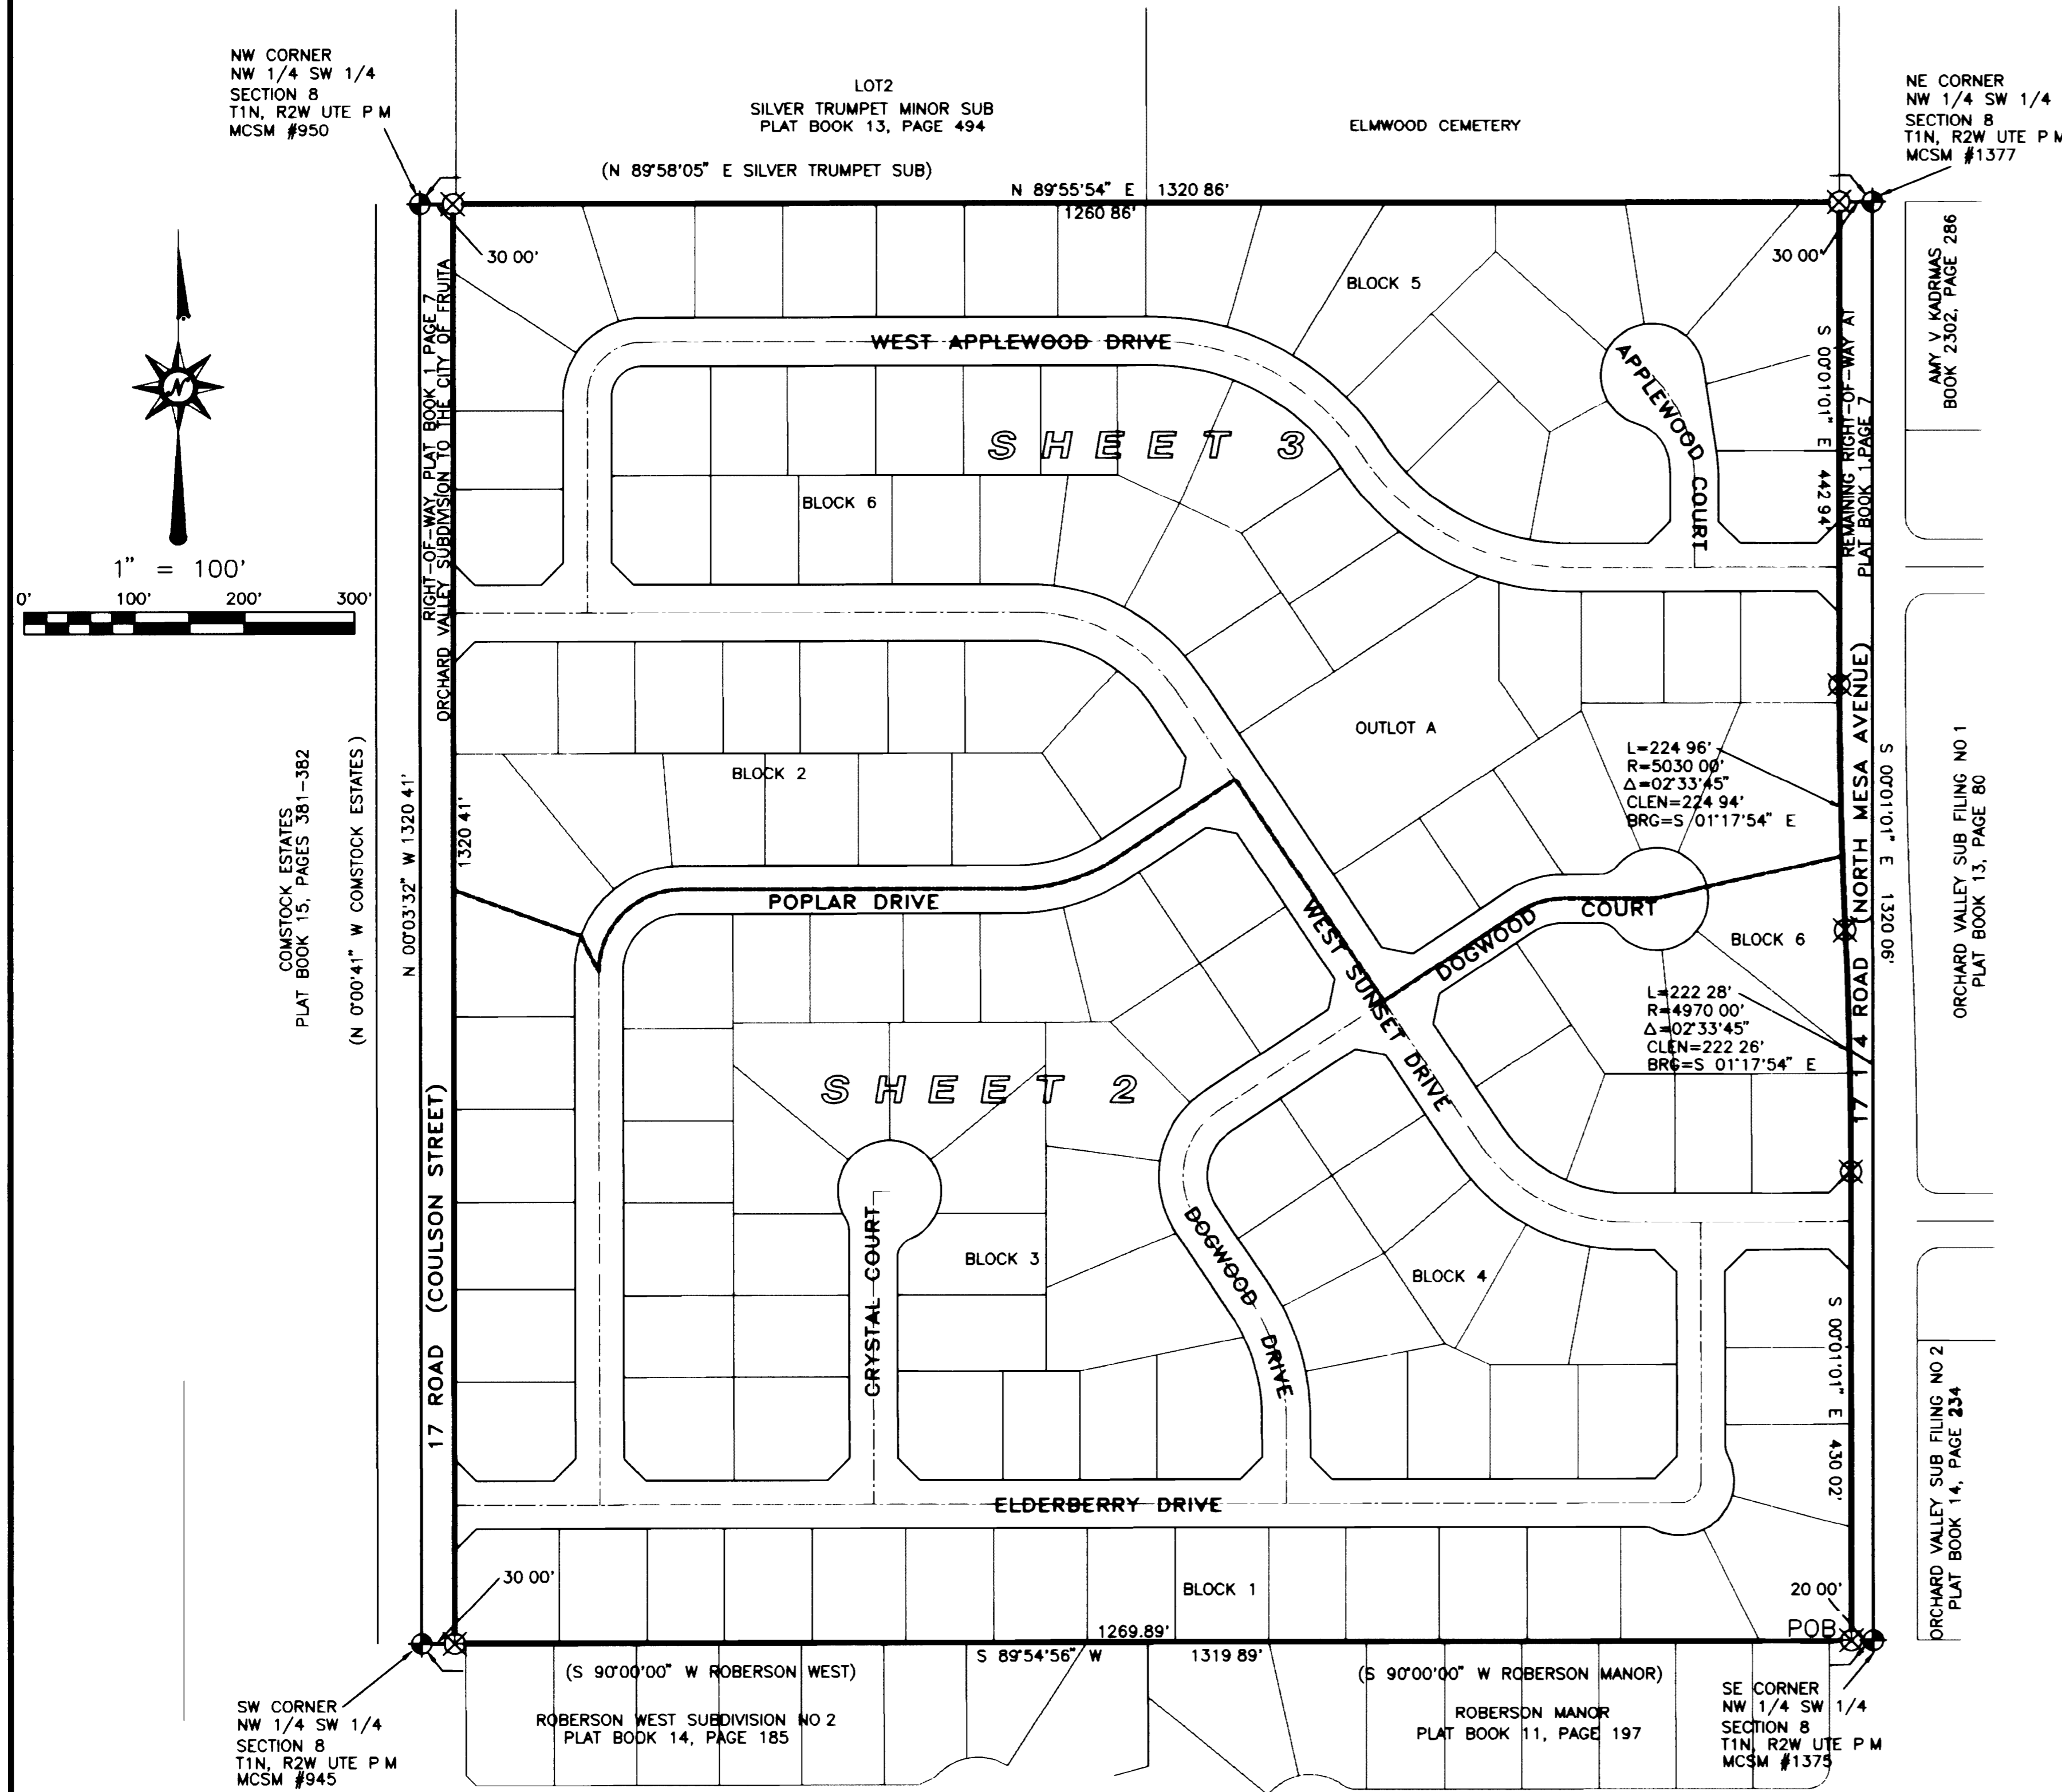 NW CORNER
NW 1/4 SW 1/4
SECTION 8
T1N, R2W UTE P M
MCSM #950
LOT2
SILVER TRUMPET MINOR SUB
PLAT BOOK 13, PAGE 494
ELMWOOD CEMETERY
NE CORNER
NW 1/4 SW 1/4
SECTION 8
T1N, R2W UTE P M
MCSM #1377
(N 89°58'05" E SILVER TRUMPET SUB)
N 89°55'54" E 1320 86'
1260 86'
30 00'
30 00'
BLOCK 5
AMY V KADRMAS
BOOK 2302, PAGE 286
N
1" = 100'
0' 100' 200' 300'
RIGHT-OF-WAY, PLAT BOOK 1 PAGE 7
ORCHARD VALLEY SUBDIVISION TO THE CITY OF FRUITA
WEST APPLEWOOD DRIVE
APPLEWOOD COURT
S 00°01'01" E 442 94'
REMAINING RIGHT-OF-WAY AT
PLAT BOOK 1,PAGE 7
SHEET 3
BLOCK 6
OUTLOT A
BLOCK 2
L=224 96'
R=5030 00'
Δ=02°33'45"
CLEN=224 94'
BRG=S 01°17'54" E
COMSTOCK ESTATES
PLAT BOOK 15, PAGES 381-382
(N 0°00'41" W COMSTOCK ESTATES)
N 00°03'32" W 1320 41'
1320 41'
17 ROAD (COULSON STREET)
POPLAR DRIVE
WEST SUNSET DRIVE
DOGWOOD COURT
BLOCK 6
L=222 28'
R=4970 00'
Δ=02°33'45"
CLEN=222 26'
BRG=S 01°17'54" E
17 1/4 ROAD (NORTH MESA AVENUE)
S 00°01'01" E 1320 06'
ORCHARD VALLEY SUB FILING NO 1
PLAT BOOK 13, PAGE 80
SHEET 2
CRYSTAL COURT
BLOCK 3
DOGWOOD DRIVE
BLOCK 4
S 00°01'01" E 430 02'
ORCHARD VALLEY SUB FILING NO 2
PLAT BOOK 14, PAGE 234
ELDERBERRY DRIVE
30 00'
BLOCK 1
20 00'
POB
1269.89'
S 89°54'56" W 1319 89'
(S 90°00'00" W ROBERSON WEST)
(S 90°00'00" W ROBERSON MANOR)
SW CORNER
NW 1/4 SW 1/4
SECTION 8
T1N, R2W UTE P M
MCSM #945
ROBERSON WEST SUBDIVISION NO 2
PLAT BOOK 14, PAGE 185
ROBERSON MANOR
PLAT BOOK 11, PAGE 197
SE CORNER
NW 1/4 SW 1/4
SECTION 8
T1N, R2W UTE P M
MCSM #1375